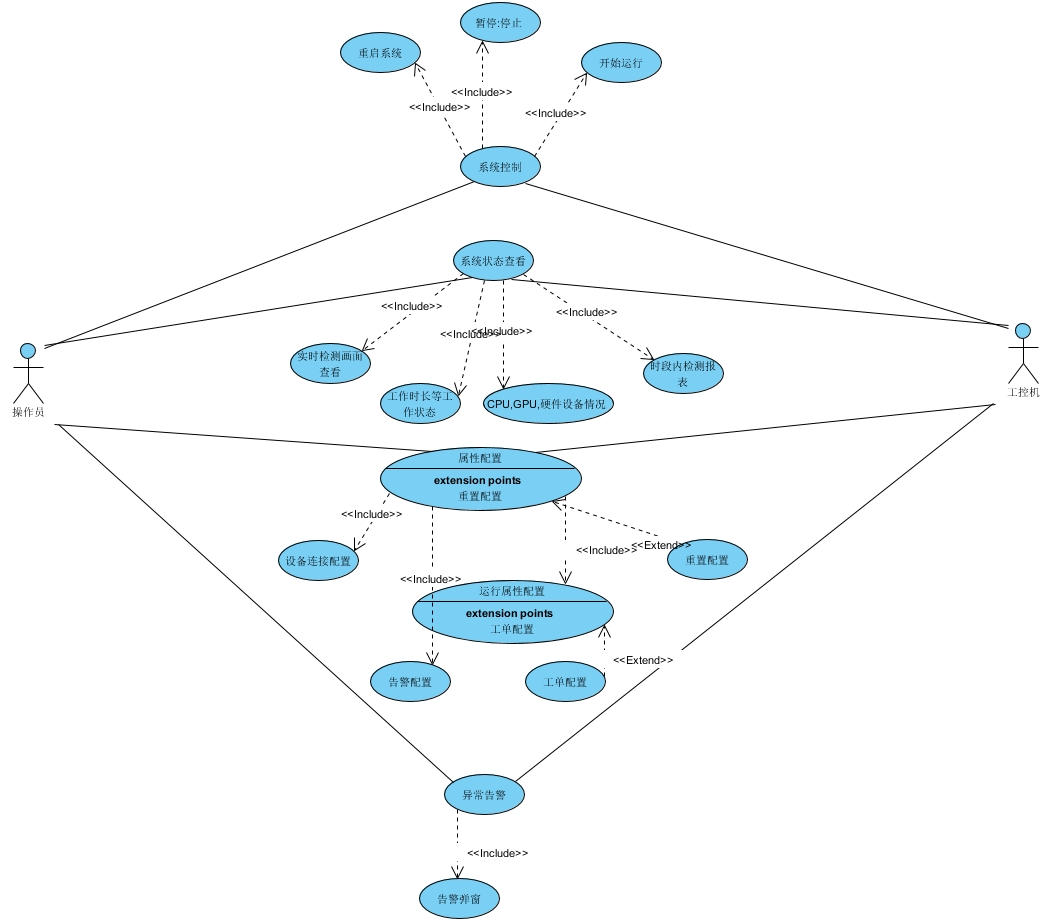 暂停:停止
重启系统
开始运行
<<Include>>
<<Include>>
<<Include>>
系统控制
系统状态查看
<<Include>>
<<Include>>
<<Include>>
<<Include>>
实时检测画面
查看
工作时长等工
作状态
CPU,GPU,硬件设备情况
时段内检测报
表
操作员
工控机
属性配置
extension points
重置配置
<<Include>>
<<Include>>
<<Extend>>
设备连接配置
重置配置
<<Include>>
运行属性配置
extension points
工单配置
<<Extend>>
告警配置
工单配置
异常告警
<<Include>>
告警弹窗